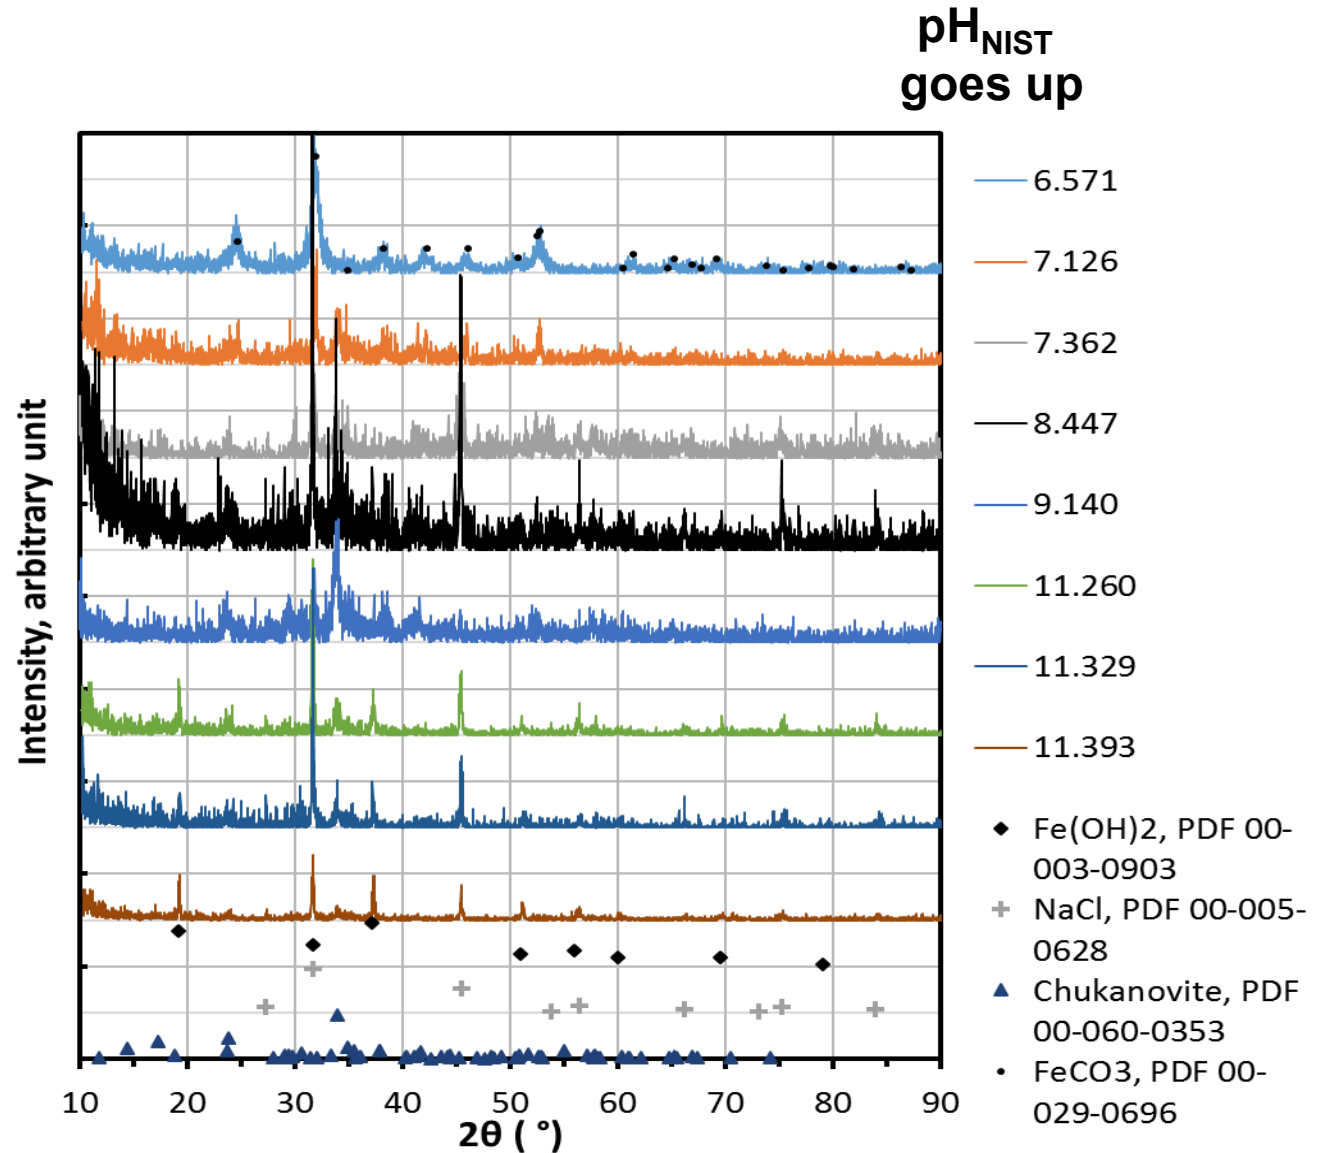 pHNIST
goes up
Intensity, arbitrary unit
6.571
7.126
7.362
8.447
9.140
11.260
11.329
11.393
Fe(OH)2, PDF 00-
003-0903
NaCl, PDF 00-005-
0628
Chukanovite, PDF
00-060-0353
FeCO3, PDF 00-
029-0696
10 20 30 40 50 60 70 80 90
2θ ( °)